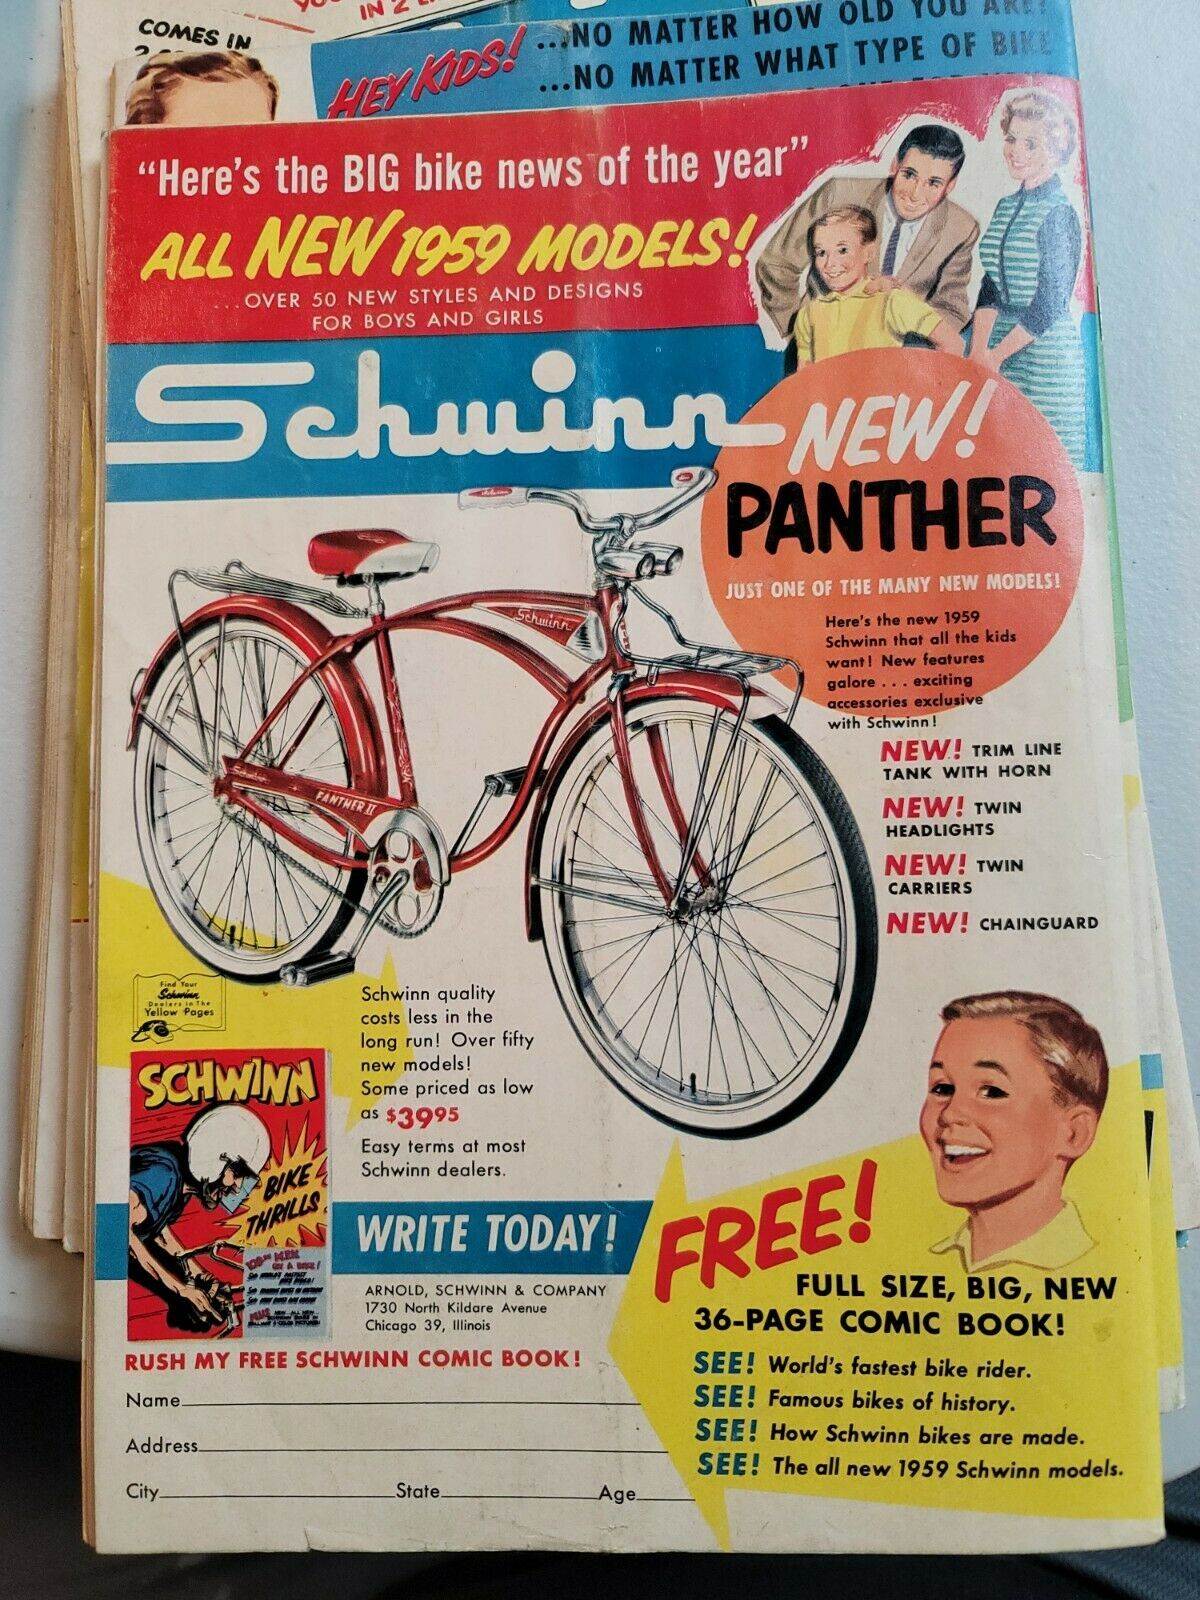 COMES IN
IN 2
HEY KIDS!
...NO MATTER HOW OLD YOU ARE!
...NO MATTER WHAT TYPE OF BIKE
"Here's the BIG bike news of the year"
ALL NEW 1959 MODELS!
...OVER 50 NEW STYLES AND DESIGNS
FOR BOYS AND GIRLS
Schwinn
NEW!
PANTHER
JUST ONE OF THE MANY NEW MODELS!
Here's the new 1959
Schwinn that all the kids
want! New features
galore . . . exciting
accessories exclusive
with Schwinn!
NEW! TRIM LINE
TANK WITH HORN
NEW! TWIN
HEADLIGHTS
NEW! TWIN
CARRIERS
NEW! CHAINGUARD
Schwinn
Schwinn
PANTHER II
Find Your
Schwinn
Dealers in The
Yellow Pages
Schwinn quality
costs less in the
long run! Over fifty
new models!
Some priced as low
as $39.95
Easy terms at most
Schwinn dealers.
SCHWINN
BIKE
THRILLS
WRITE TODAY!
ARNOLD, SCHWINN & COMPANY
1730 North Kildare Avenue
Chicago 39, Illinois
FREE!
FULL SIZE, BIG, NEW
36-PAGE COMIC BOOK!
SEE! World's fastest bike rider.
SEE! Famous bikes of history.
SEE! How Schwinn bikes are made.
SEE! The all new 1959 Schwinn models.
RUSH MY FREE SCHWINN COMIC BOOK!
Name
Address
City State Age